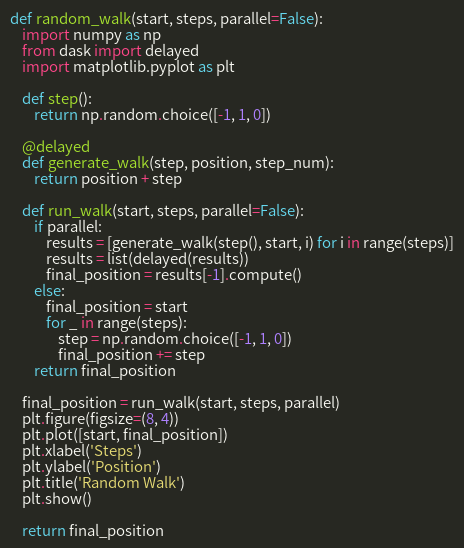 def random_walk(start, steps, parallel=False):
    import numpy as np
    from dask import delayed
    import matplotlib.pyplot as plt

    def step():
        return np.random.choice([-1, 1, 0])

    @delayed
    def generate_walk(step, position, step_num):
        return position + step

    def run_walk(start, steps, parallel=False):
        if parallel:
            results = [generate_walk(step(), start, i) for i in range(steps)]
            results = list(delayed(results))
            final_position = results[-1].compute()
        else:
            final_position = start
            for _ in range(steps):
                step = np.random.choice([-1, 1, 0])
                final_position += step
        return final_position

    final_position = run_walk(start, steps, parallel)
    plt.figure(figsize=(8, 4))
    plt.plot([start, final_position])
    plt.xlabel('Steps')
    plt.ylabel('Position')
    plt.title('Random Walk')
    plt.show()

    return final_position